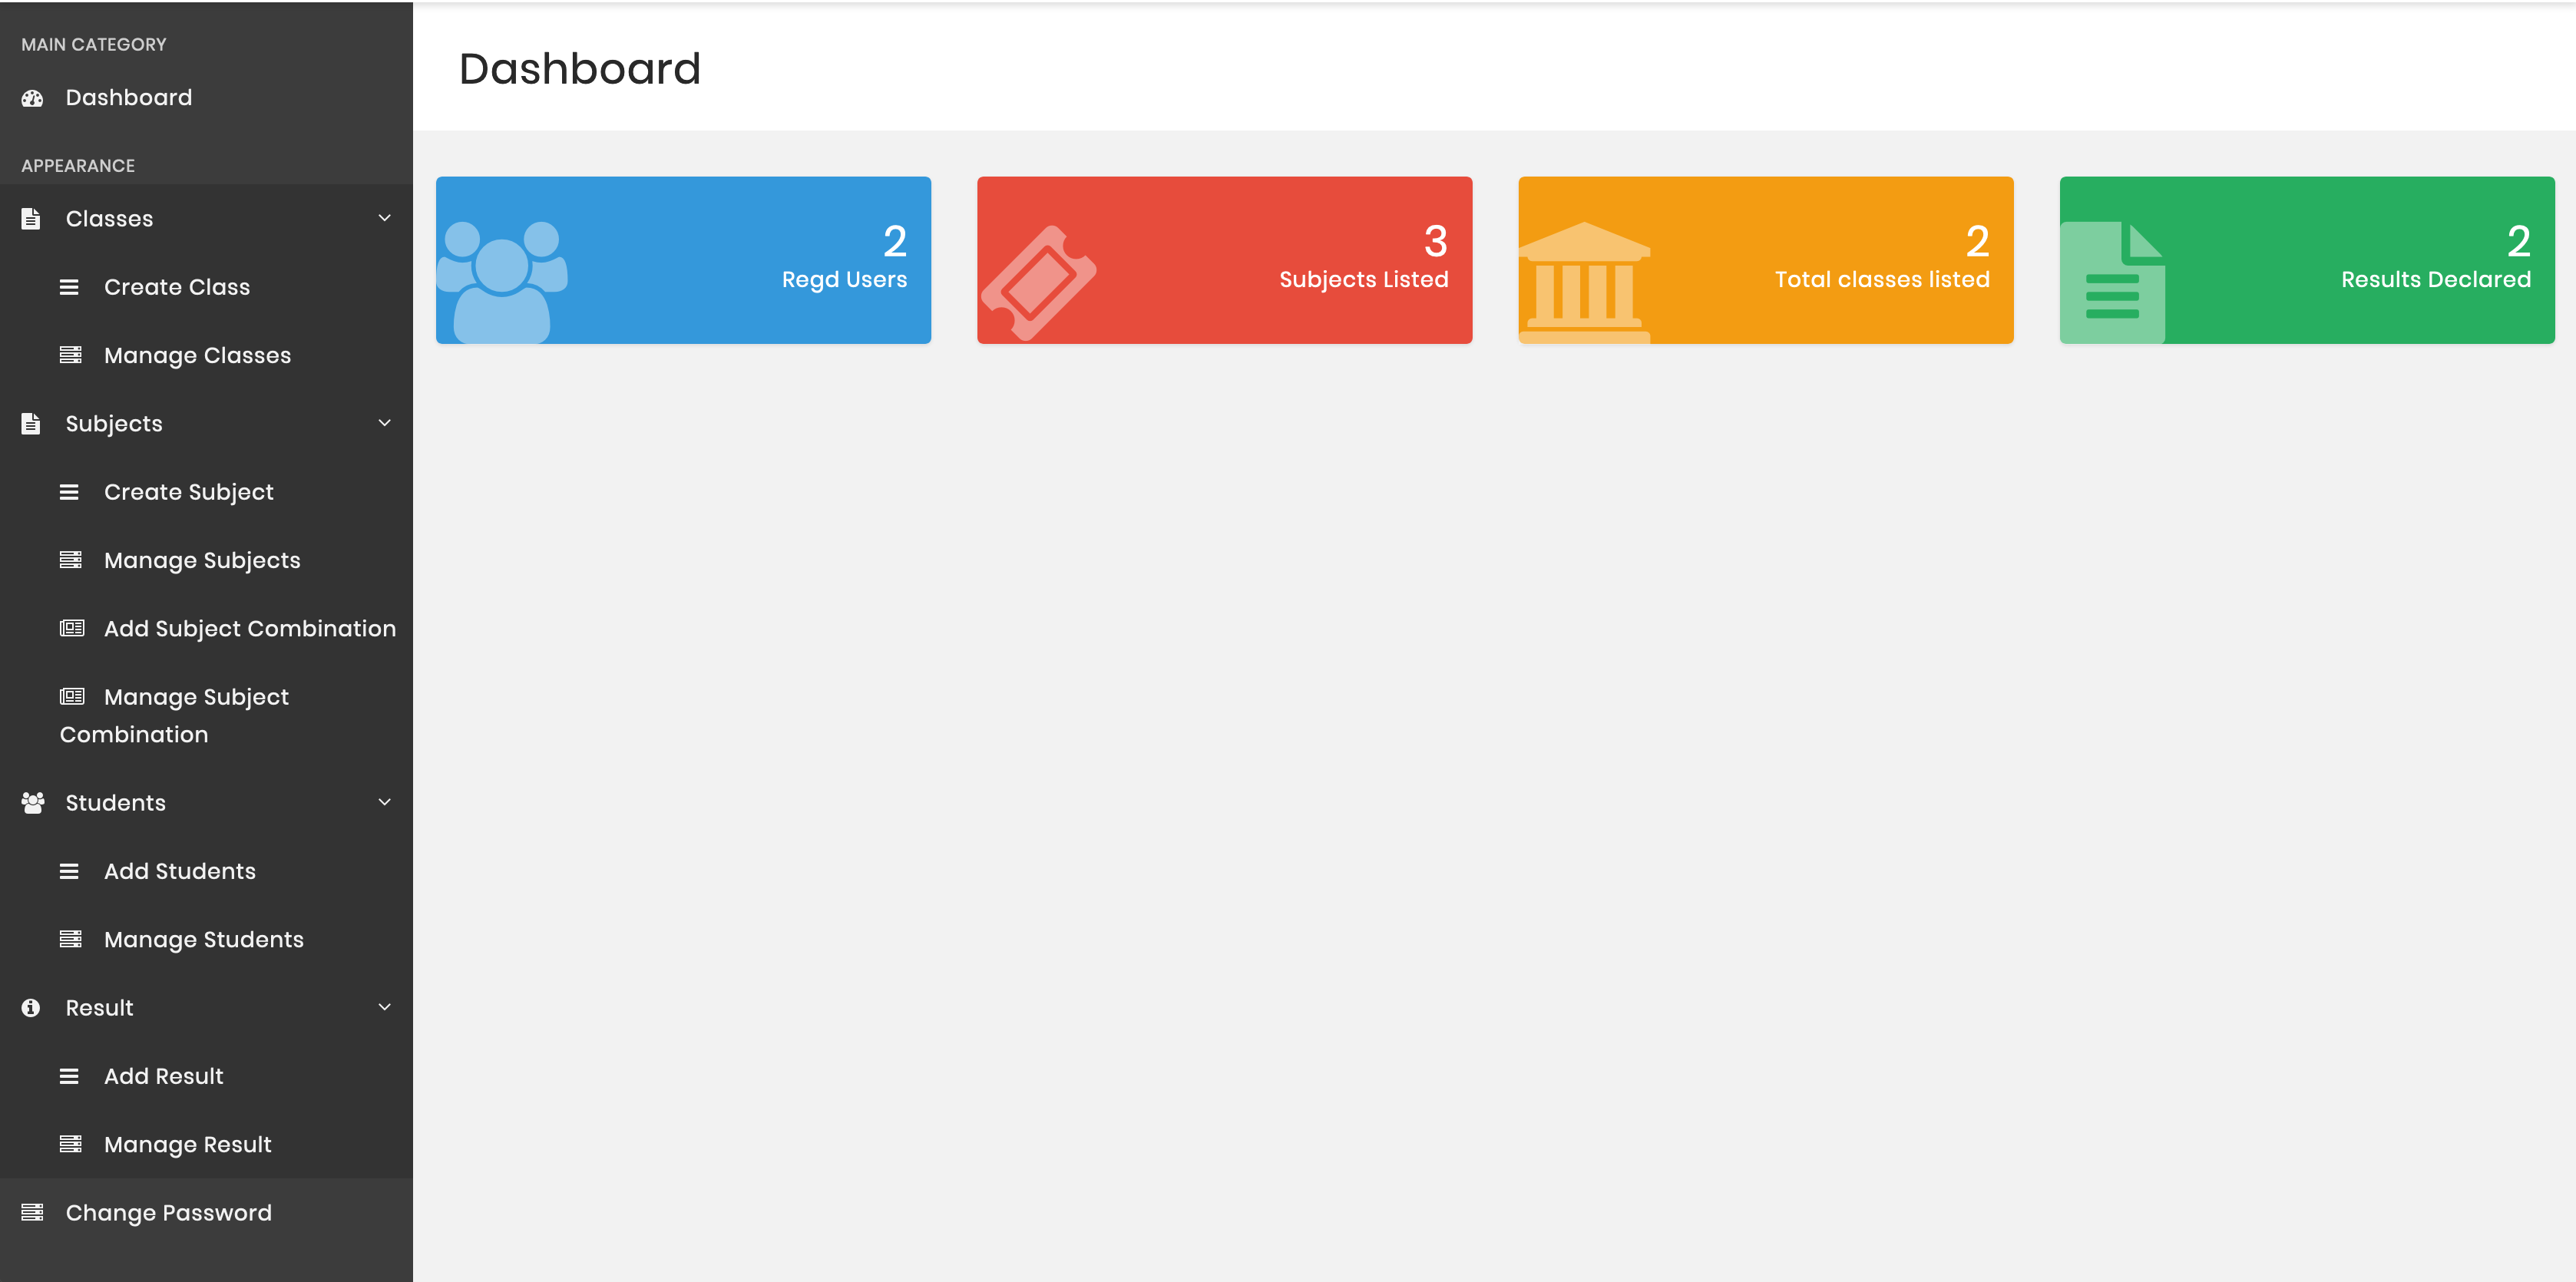 MAIN CATEGORY
Dashboard
APPEARANCE
Classes
Create Class
Manage Classes
Subjects
Create Subject
Manage Subjects
Add Subject Combination
Manage Subject
Combination
Students
Add Students
Manage Students
Result
Add Result
Manage Result
Change Password
Dashboard
2
Regd Users
3
Subjects Listed
2
Total classes listed
2
Results Declared